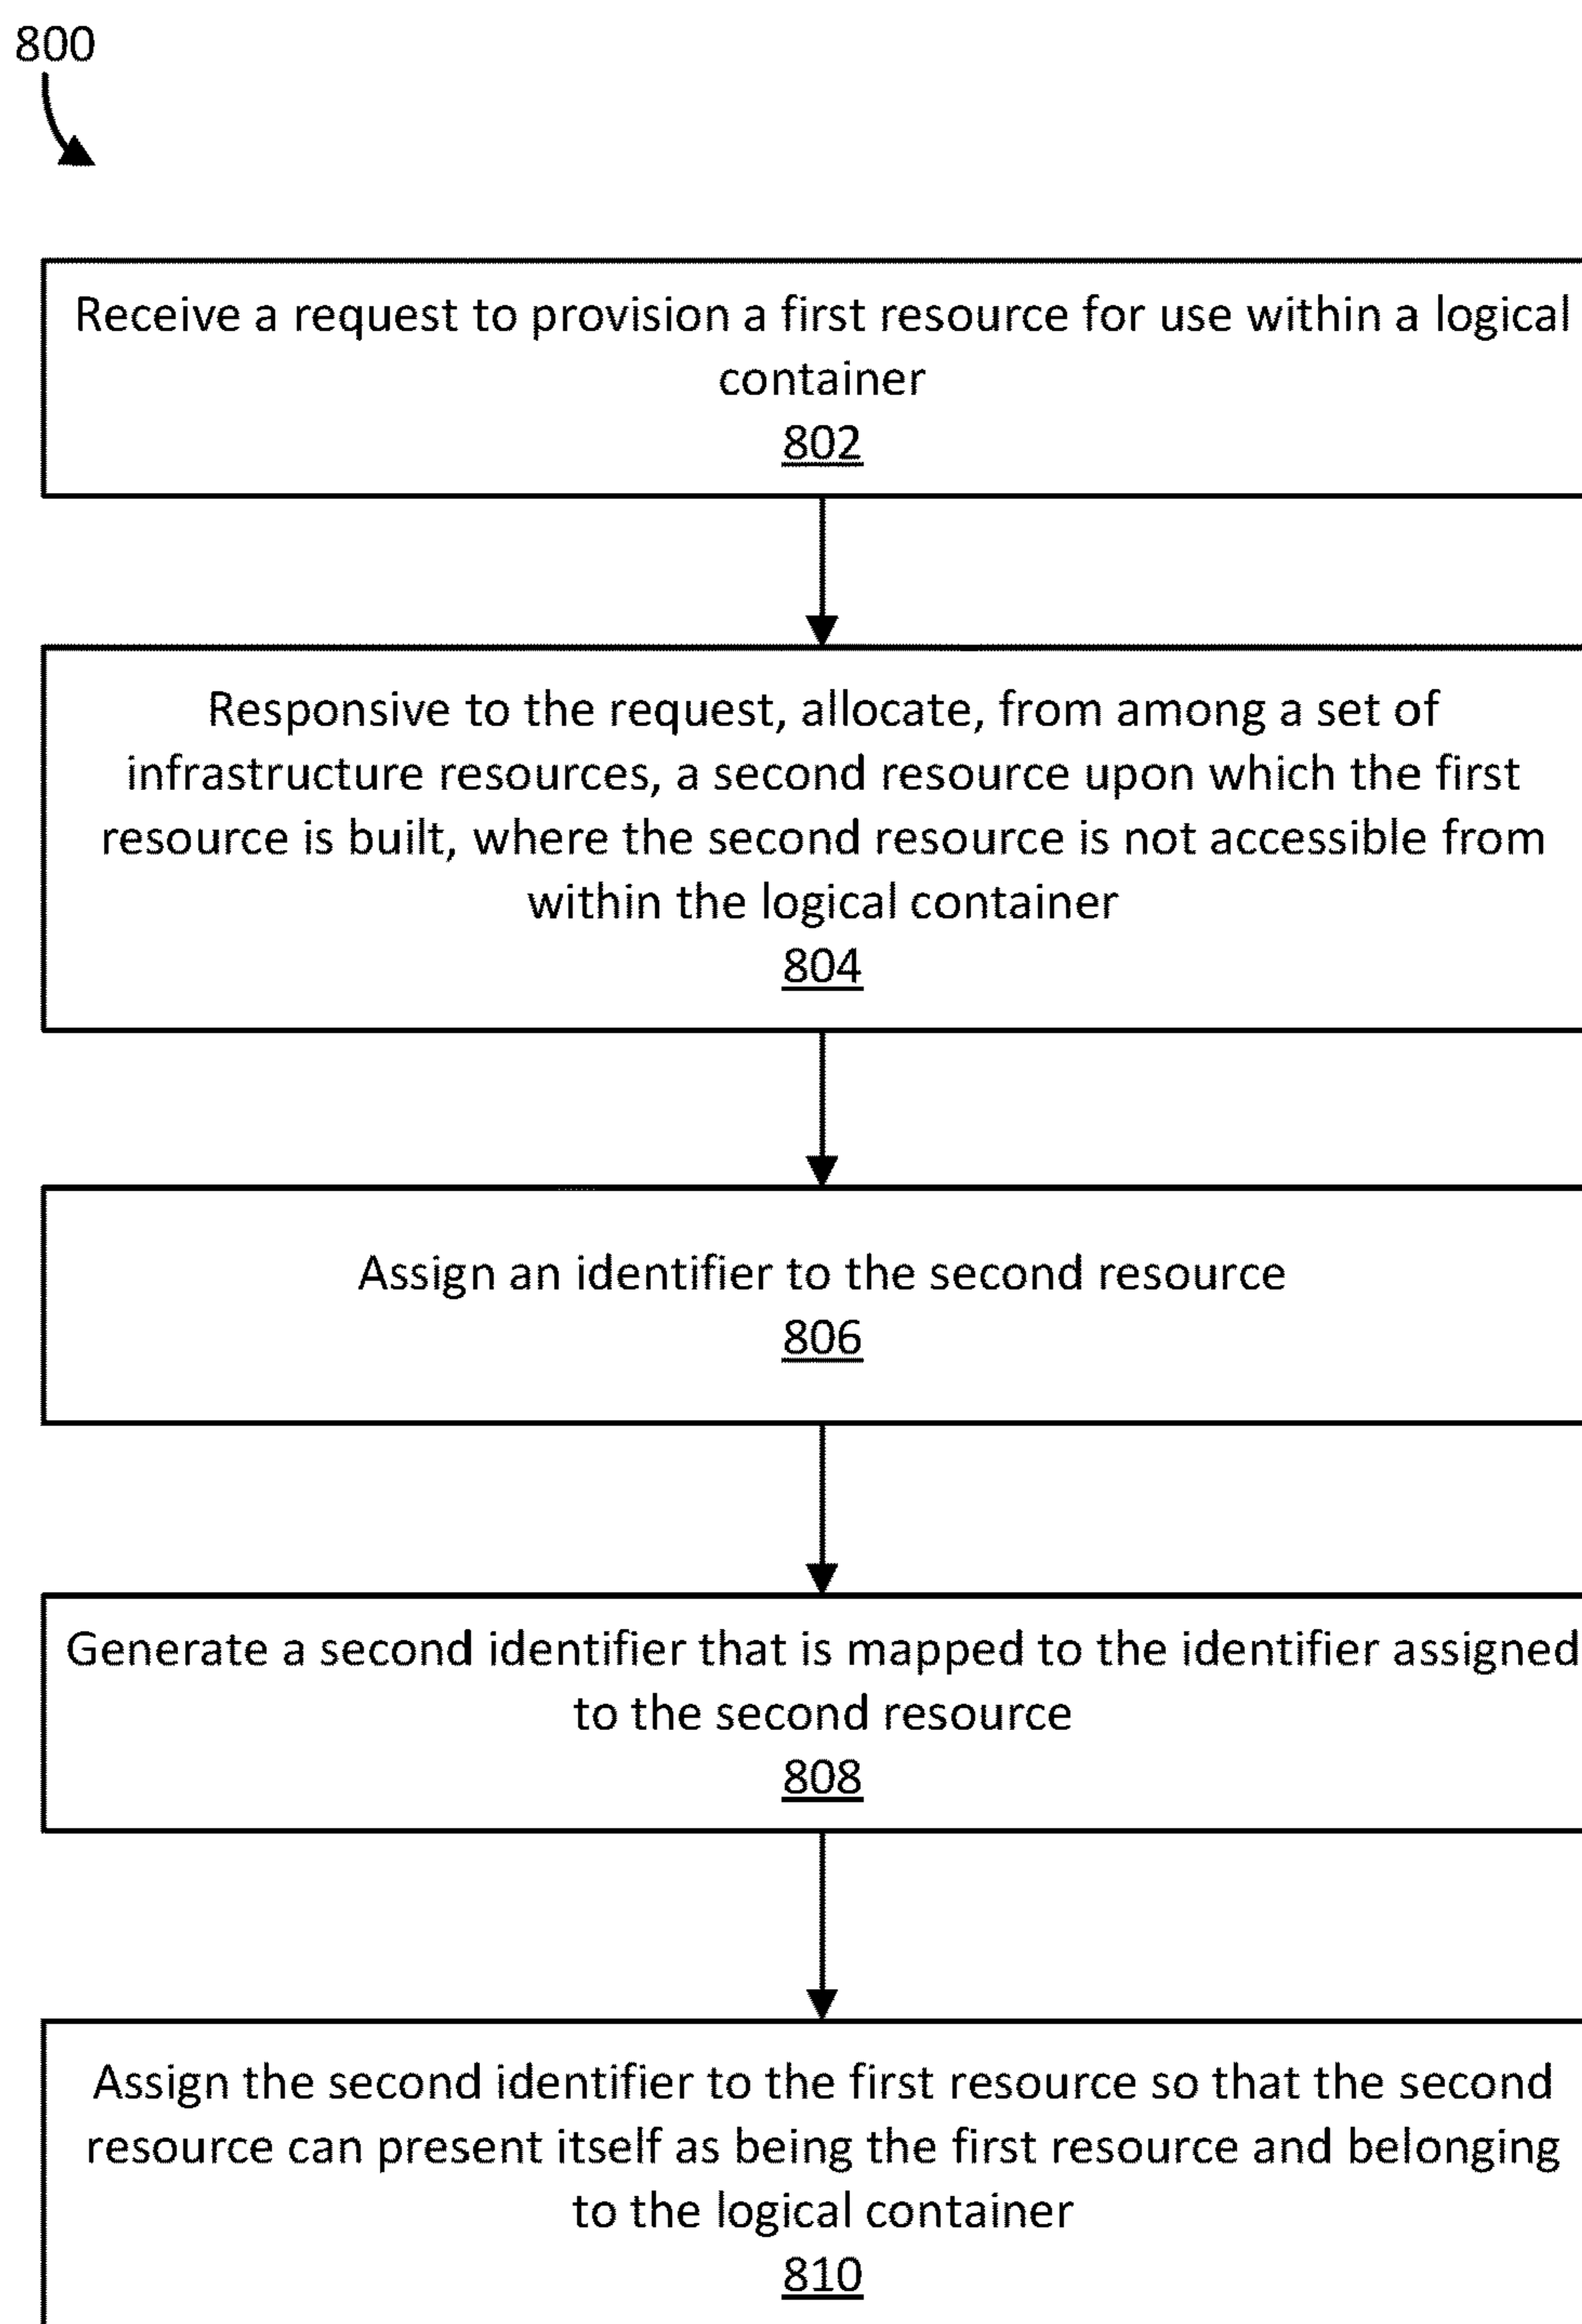 800
Receive a request to provision a first resource for use within a logical
container
802
Responsive to the request, allocate, from among a set of
infrastructure resources, a second resource upon which the first
resource is built, where the second resource is not accessible from
within the logical container
804
Assign an identifier to the second resource
806
Generate a second identifier that is mapped to the identifier assigned
to the second resource
808
Assign the second identifier to the first resource so that the second
resource can present itself as being the first resource and belonging
to the logical container
810